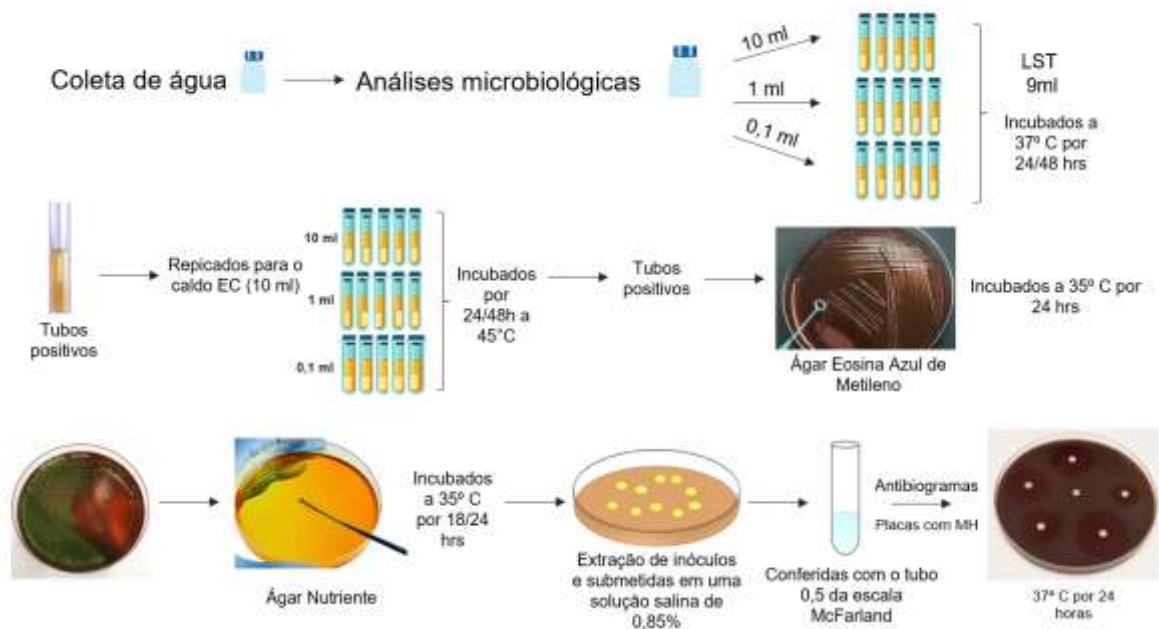 Coleta de água
Análises microbiológicas
10 ml
1 ml
0,1 ml
LST
9ml
Incubados a
37º C por
24/48 hrs
Tubos
positivos
Repicados para o
caldo EC (10 ml)
10 ml
1 ml
0,1 ml
Incubados
por
24/48h a
45°C
Tubos
positivos
Ágar Eosina Azul de
Metileno
Incubados a 35º C por
24 hrs
Ágar Nutriente
Incubados
a 35º C
por 18/24
hrs
Extração de inóculos
e submetidas em uma
solução salina de
0,85%
Conferidas com o tubo
0,5 da escala
McFarland
Antibiogramas
Placas com MH
37ª C por 24
horas